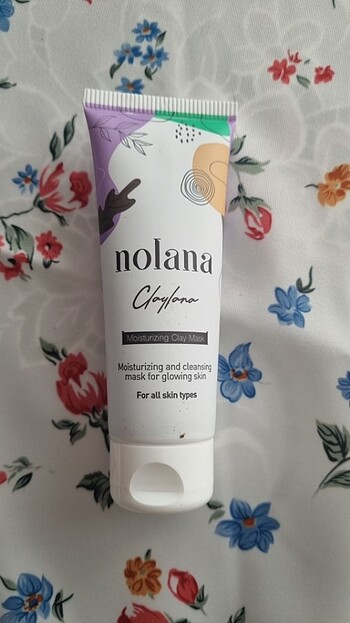 nolana
Claylana
Moisturizing Clay Mask
Moisturizing and cleansing
mask for glowing skin
For all skin types